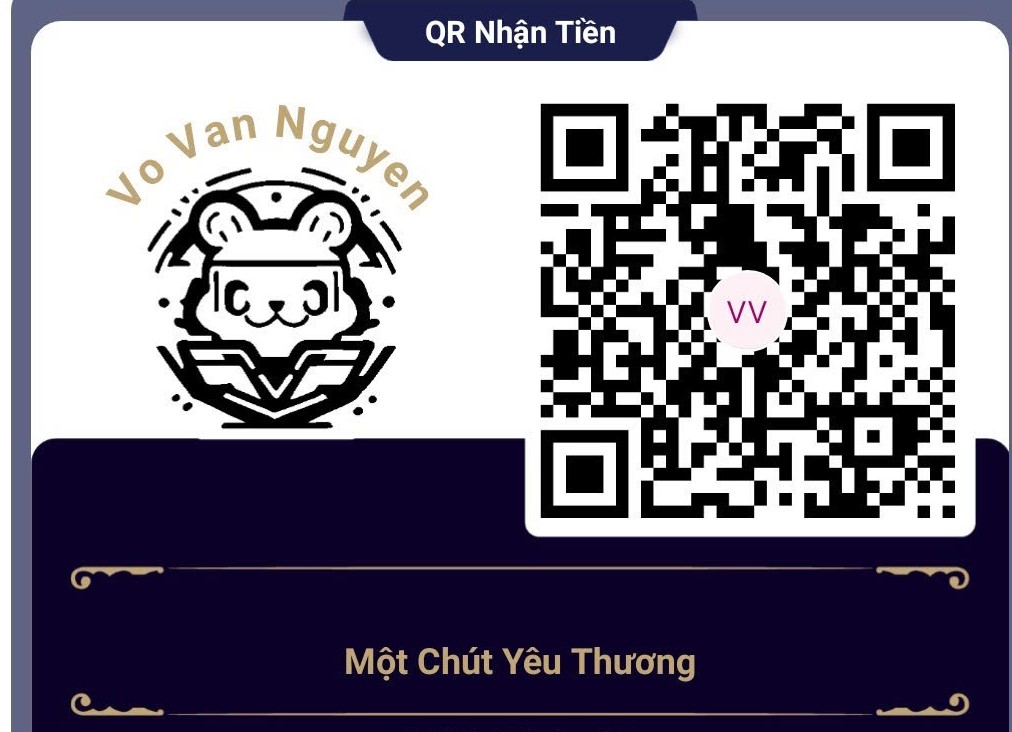 QR Nhận Tiền
Vo Van Nguyen
VV
Một Chút Yêu Thương